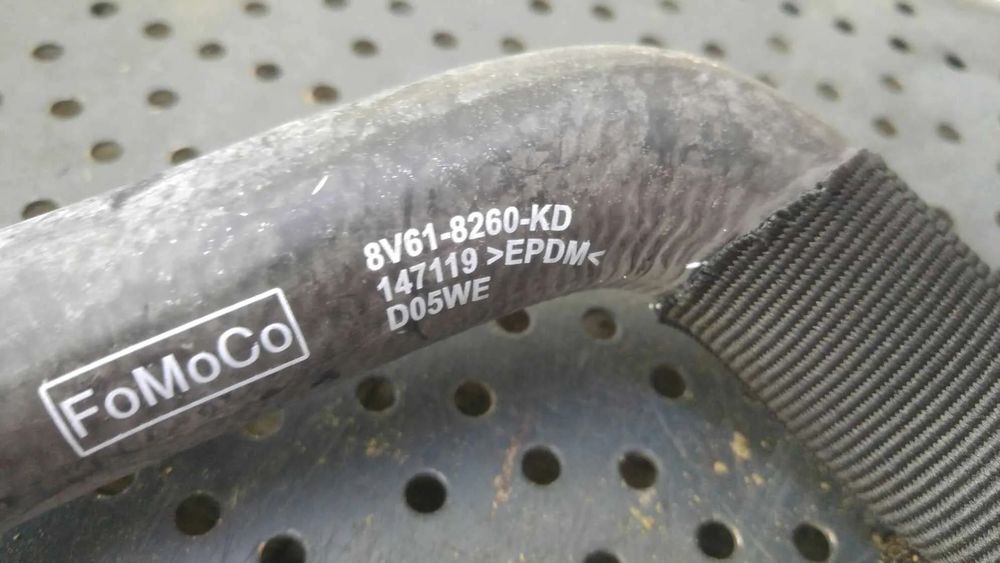 FoMoCo
8V61-8260-KD
147119 >EPDM<
D05WE